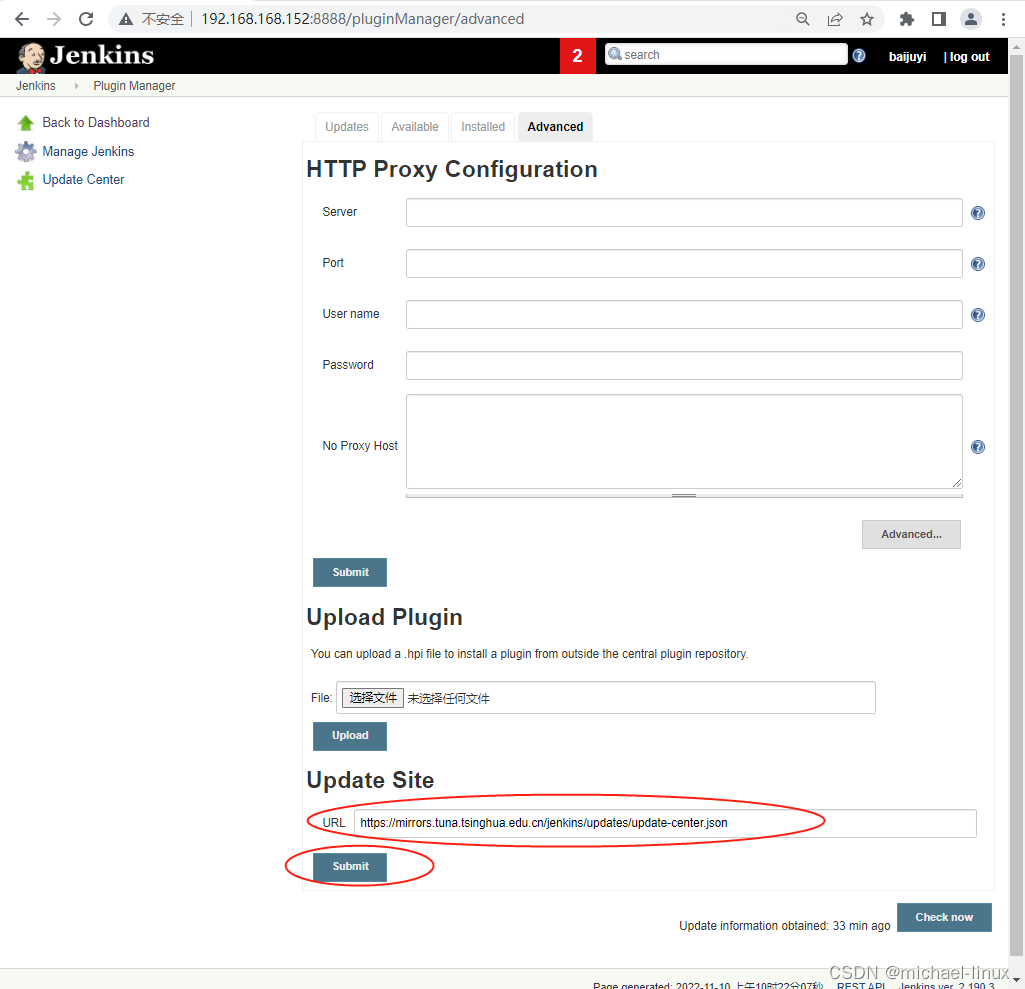 不安全 192.168.168.152:8888/pluginManager/advanced
Jenkins 2 search baijuyi | log out
Jenkins Plugin Manager
Back to Dashboard
Manage Jenkins
Update Center
Updates Available Installed Advanced
HTTP Proxy Configuration
Server
Port
User name
Password
No Proxy Host
Advanced...
Submit
Upload Plugin
You can upload a .hpi file to install a plugin from outside the central plugin repository.
File: 选择文件 未选择任何文件
Upload
Update Site
URL https://mirrors.tuna.tsinghua.edu.cn/jenkins/updates/update-center.json
Submit
Update information obtained: 33 min ago Check now
CSDN @michael-linux
Page generated: 2022-11-10 上午10时22分07秒 REST API Jenkins ver. 2.190.3